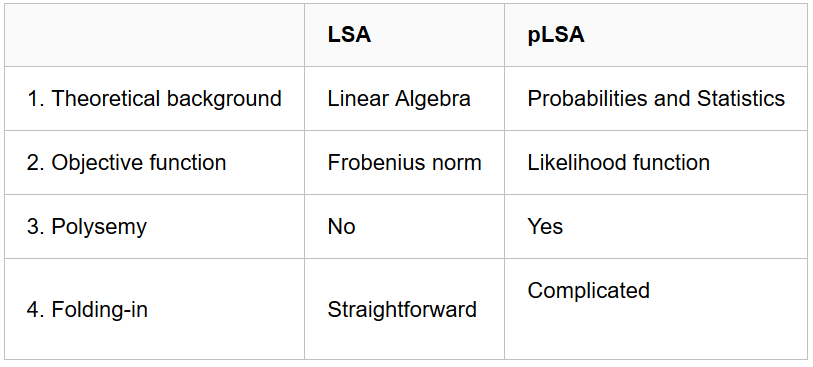 LSA pLSA
1. Theoretical background Linear Algebra Probabilities and Statistics
2. Objective function Frobenius norm Likelihood function
3. Polysemy No Yes
4. Folding-in Straightforward Complicated